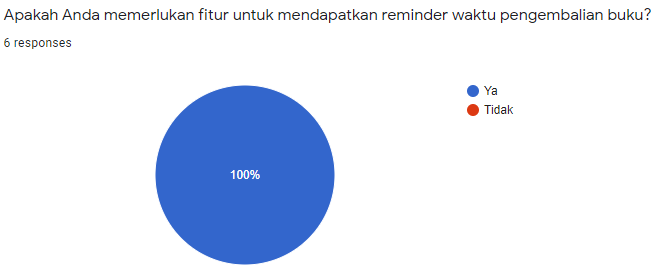 Apakah Anda memerlukan fitur untuk mendapatkan reminder waktu pengembalian buku?
6 responses
Ya
Tidak
100%